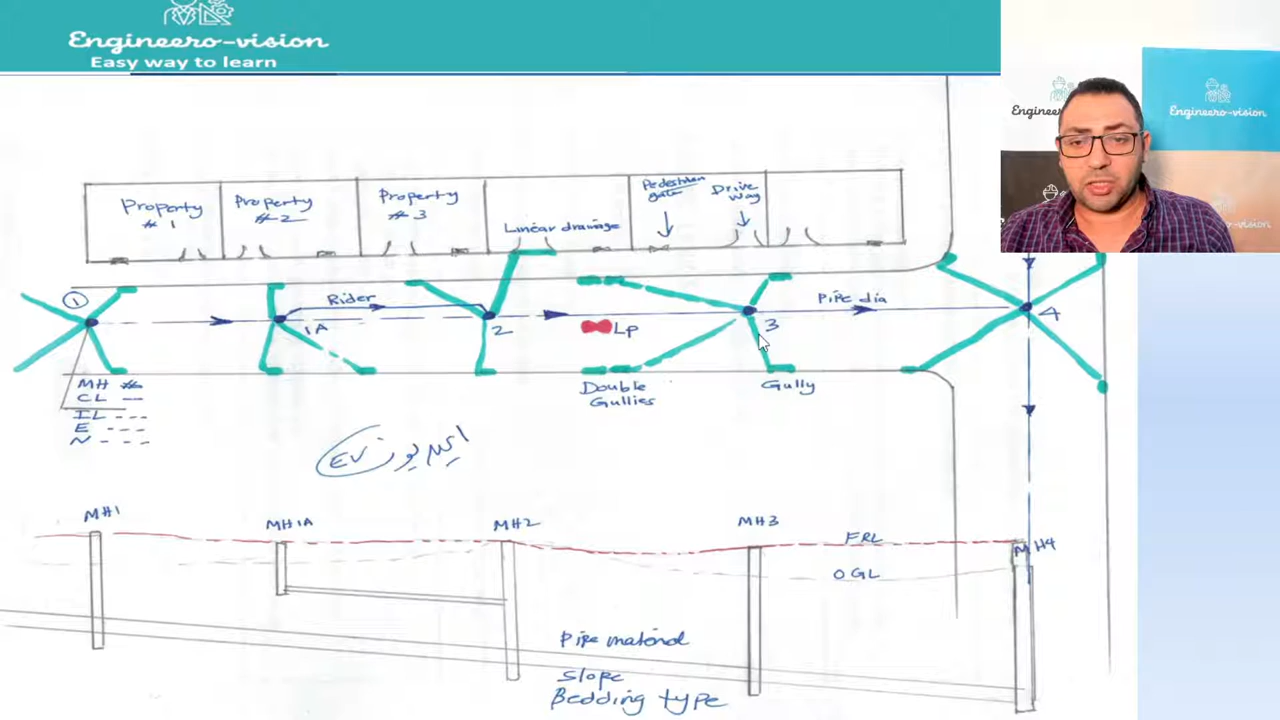 Engineero-vision
Easy way to learn
Engineero-vision
Property
# 1
Property
# 2
Property
# 3
Linear drainage
Pedestrian
gate
Drive
way
1
Rider
1A
2
Lp
Pipe dia
3
4
MH #
CL --
IL ---
E ---
N ---
Double
Gullies
Gully
EV
MH1
MH1A
MH2
MH3
FRL
MH4
OGL
Pipe material
slope
Bedding type